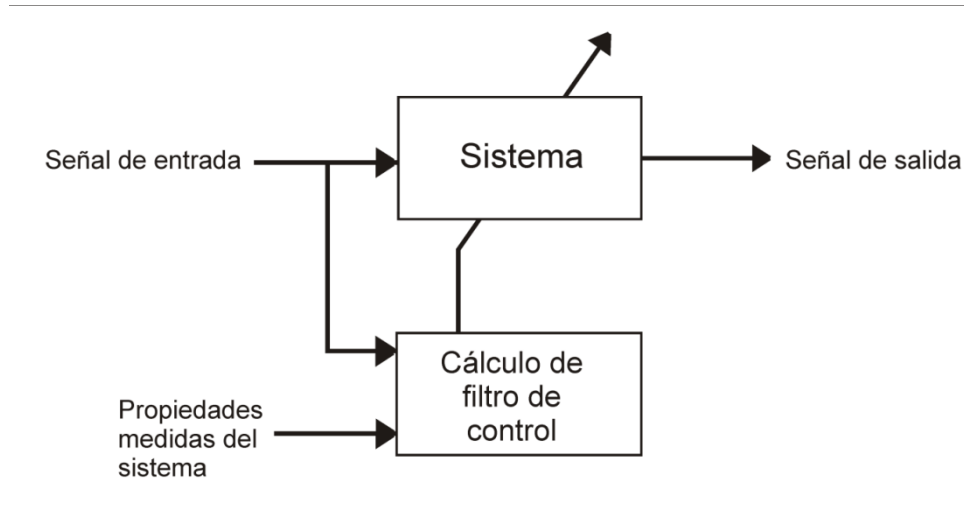 Señal de entrada
Sistema
Señal de salida
Cálculo de
filtro de
control
Propiedades
medidas del
sistema